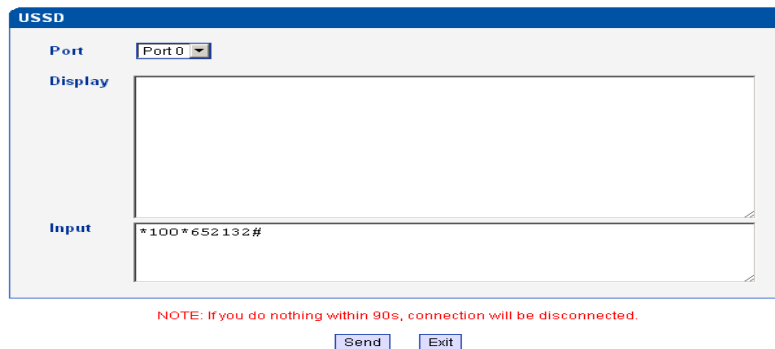 USSD
Port Port 0
Display
Input *100*652132#
NOTE: If you do nothing within 90s, connection will be disconnected.
Send Exit